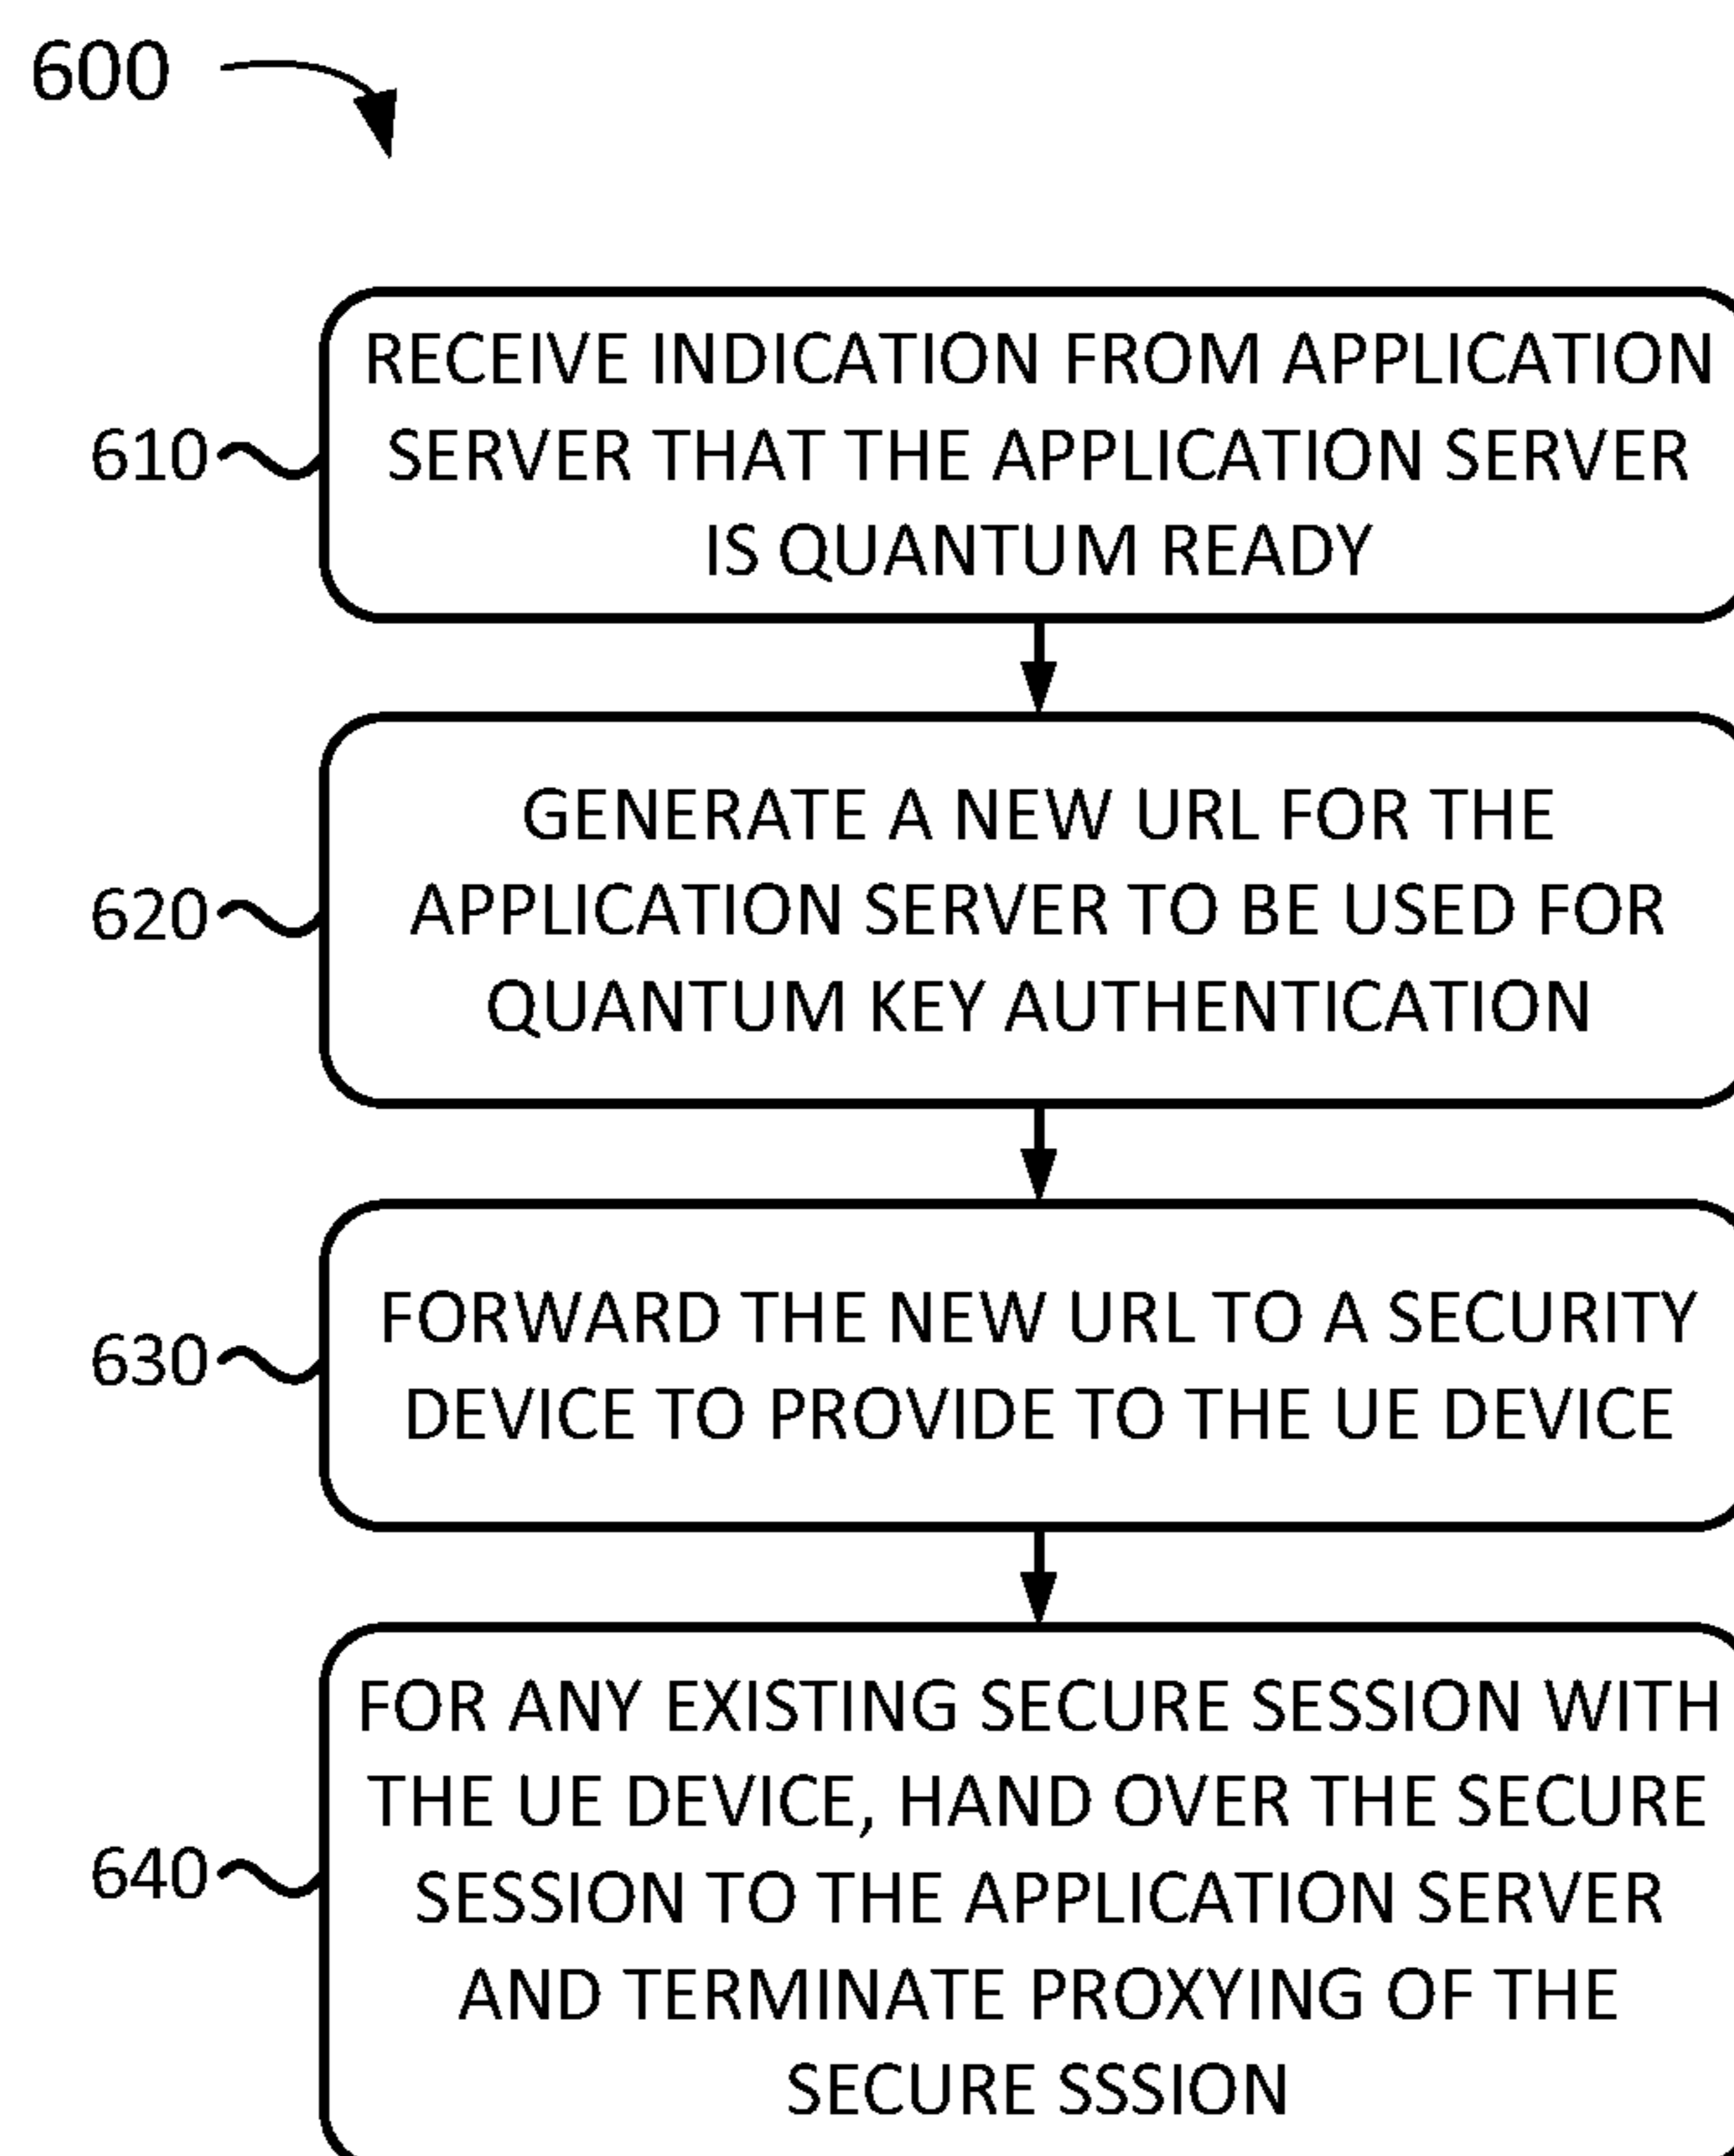 600
RECEIVE INDICATION FROM APPLICATION
SERVER THAT THE APPLICATION SERVER
IS QUANTUM READY
610
GENERATE A NEW URL FOR THE
APPLICATION SERVER TO BE USED FOR
QUANTUM KEY AUTHENTICATION
620
FORWARD THE NEW URL TO A SECURITY
DEVICE TO PROVIDE TO THE UE DEVICE
630
FOR ANY EXISTING SECURE SESSION WITH
THE UE DEVICE, HAND OVER THE SECURE
SESSION TO THE APPLICATION SERVER
AND TERMINATE PROXYING OF THE
SECURE SSSION
640